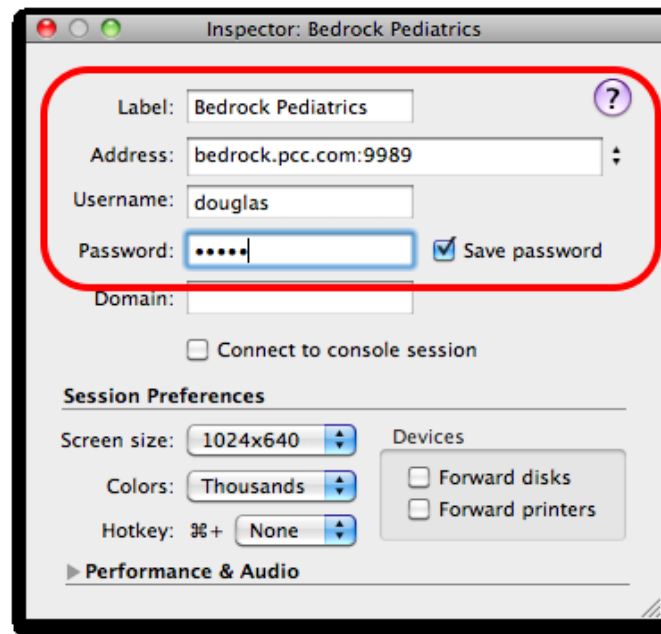 Inspector: Bedrock Pediatrics
?
Label: Bedrock Pediatrics
Address: bedrock.pcc.com:9989
Username: douglas
Password: ••••• Save password
Domain:
Connect to console session
Session Preferences
Screen size: 1024x640
Devices
Forward disks
Colors: Thousands
Forward printers
Hotkey: ⌘+ None
Performance & Audio